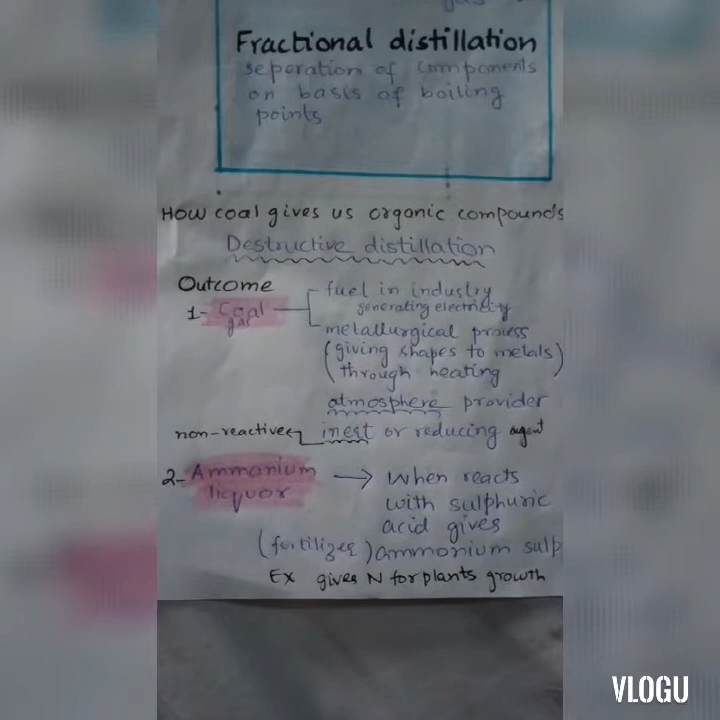 Fractional distillation
seperation of components
on basis of boiling
points
How coal gives us organic compounds
Destructive distillation
Outcome
1- Coal gas
fuel in industry
generating electricity
metallurgical process
(giving shapes to metals)
(through heating
atmosphere provider
non-reactive
inert or reducing agent
2- Ammonium liquor
When reacts
with sulphuric
acid gives
(fertilizer) ammonium sulp
Ex gives N for plants growth
VLOGU